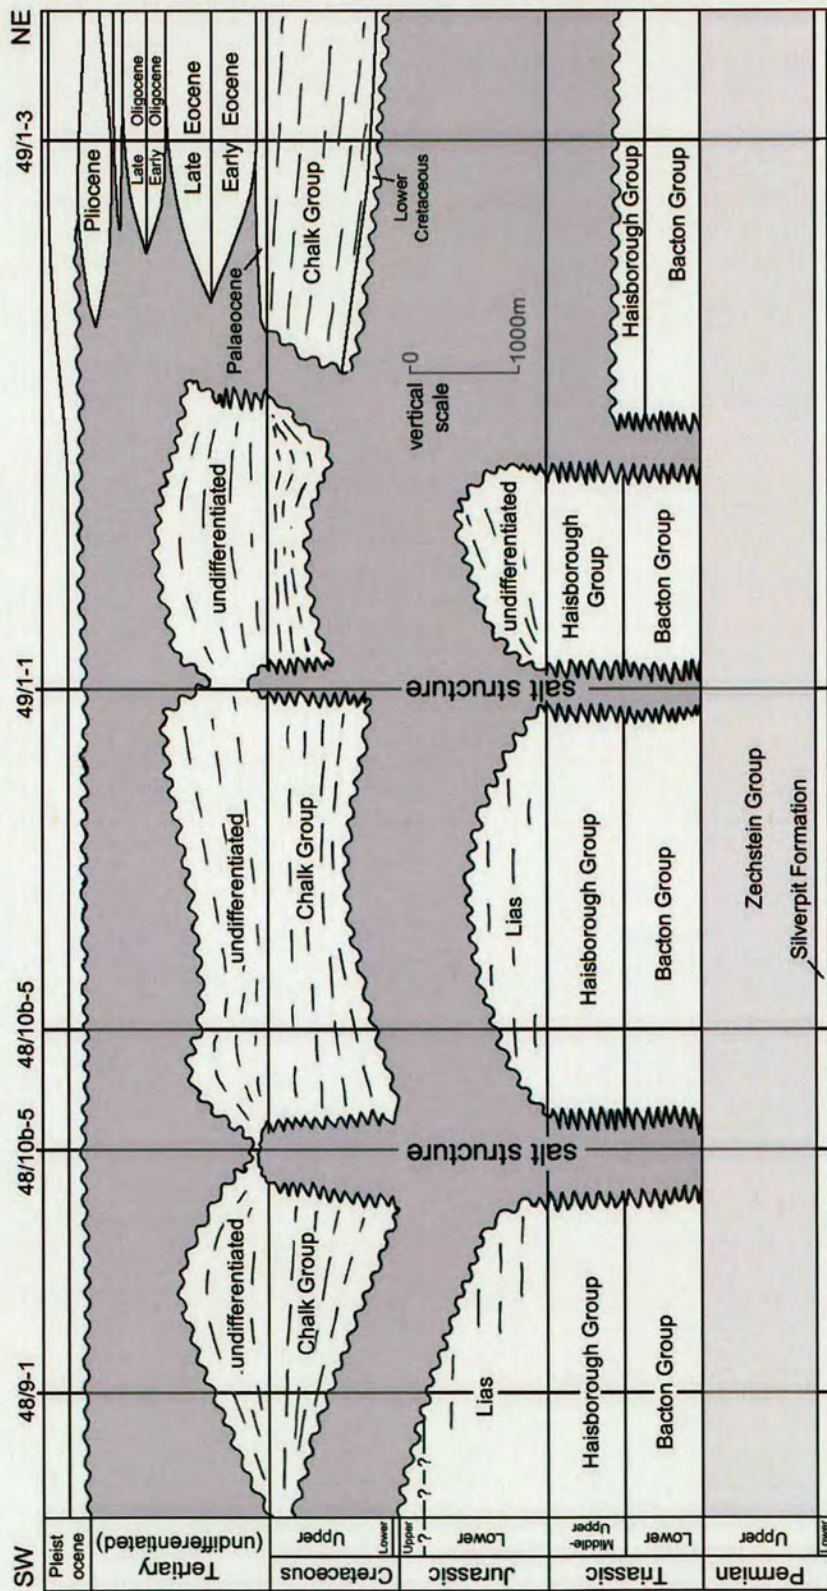 SW
48/9-1
48/10b-5
48/10b-5
49/1-1
49/1-3
NE
Pleist
ocene
Tertiary
(undifferentiated)
Cretaceous
Upper
Lower
Jurassic
Upper
Lower
Triassic
Middle-
Upper
Lower
Permian
Upper
Lower
undifferentiated
undifferentiated
undifferentiated
Pliocene
Late
Oligocene
Early
Oligocene
Late
Eocene
Early
Eocene
Palaeocene
Chalk Group
Chalk Group
Chalk Group
Lower
Cretaceous
vertical
scale
0
1000m
? - ? - ?
?
Lias
Lias
undifferentiated
salt structure
salt structure
Haisborough Group
Haisborough Group
Haisborough
Group
Haisborough Group
Bacton Group
Bacton Group
Bacton Group
Bacton Group
Zechstein Group
Silverpit Formation